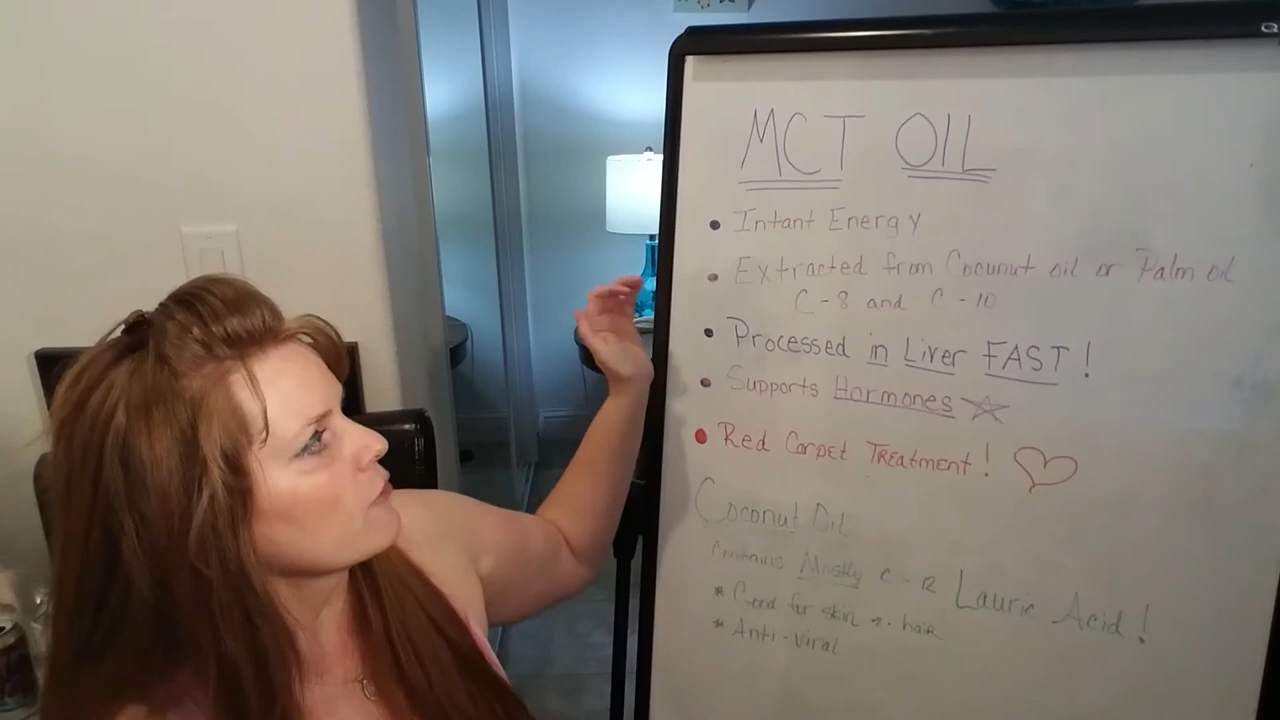 MCT OIL
• Intant Energy
• Extracted from Cocunut oil or Palm oil
C-8 and C-10
• Processed in Liver FAST!
• Supports Hormones
• Red Carpet TREatment!
Coconut Oil
Contains Mostly C-12 Lauric Acid!
* Good for skin + hair
* Anti-viral